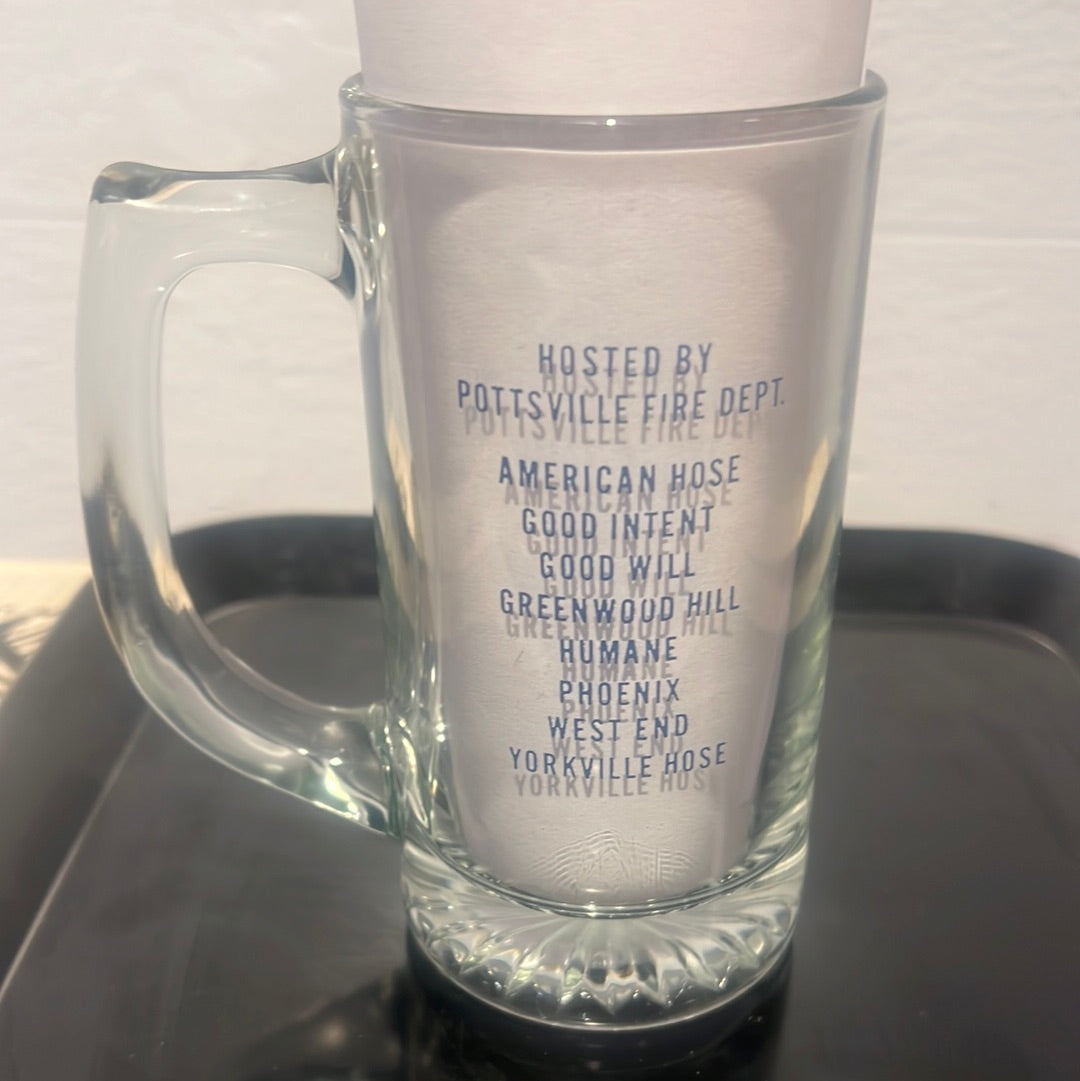 HOSTED BY
POTTSVILLE FIRE DEPT.
AMERICAN HOSE
GOOD INTENT
GOOD WILL
GREENWOOD HILL
HUMANE
PHOENIX
WEST END
YORKVILLE HOSE